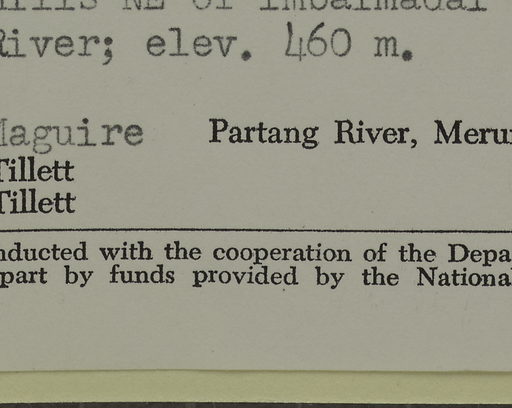 River; elev. 460 m.
Maguire Partang River, Meru
Tillett
Tillett
nducted with the cooperation of the Depa
part by funds provided by the National